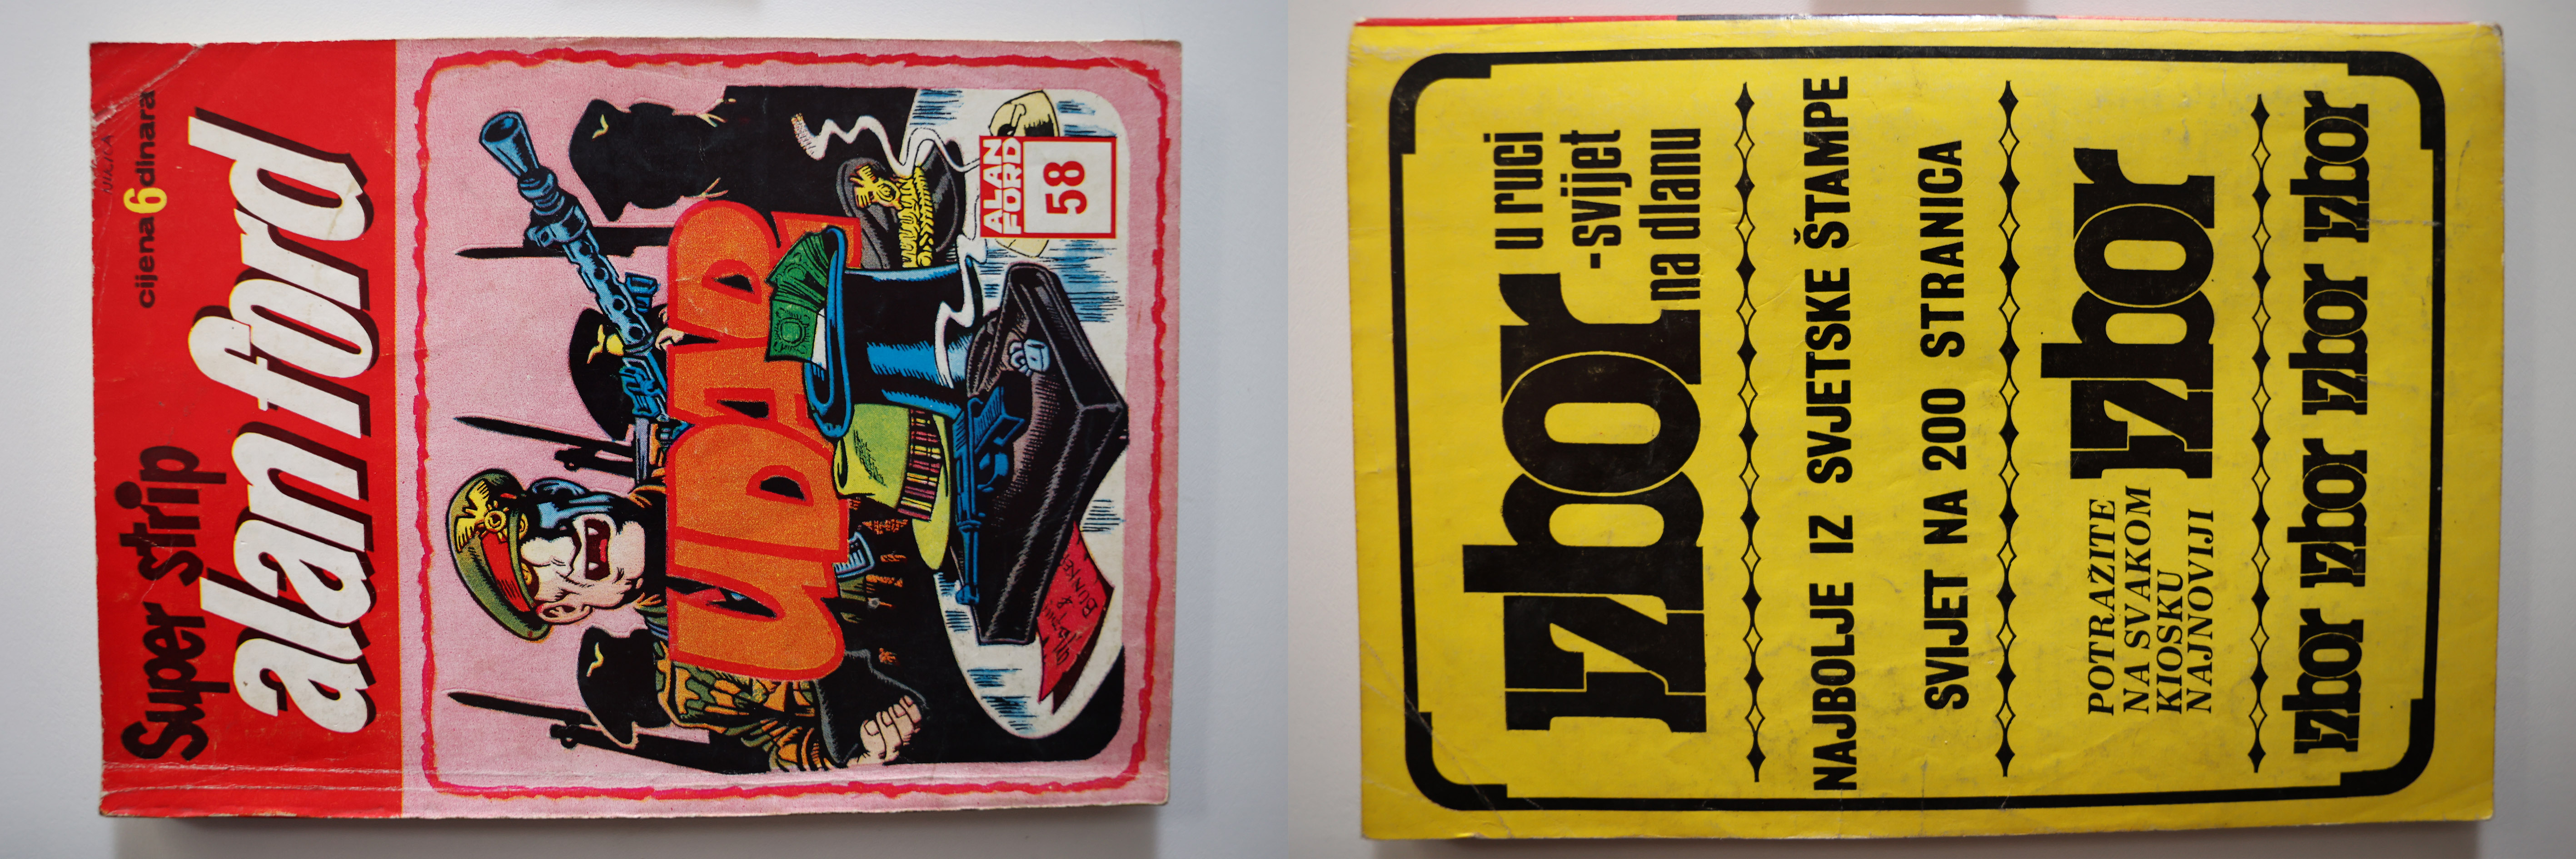 Super strip
cijena 6 dinara
alan ford
UDAR
ALAN
FORD
58
Izbor u ruci
-svijet
na dlanu
NAJBOLJE IZ SVJETSKE ŠTAMPE
SVIJET NA 200 STRANICA
POTRAŽITE
NA SVAKOM
KIOSKU
NAJNOVIJI
Izbor
Izbor Izbor Izbor Izbor